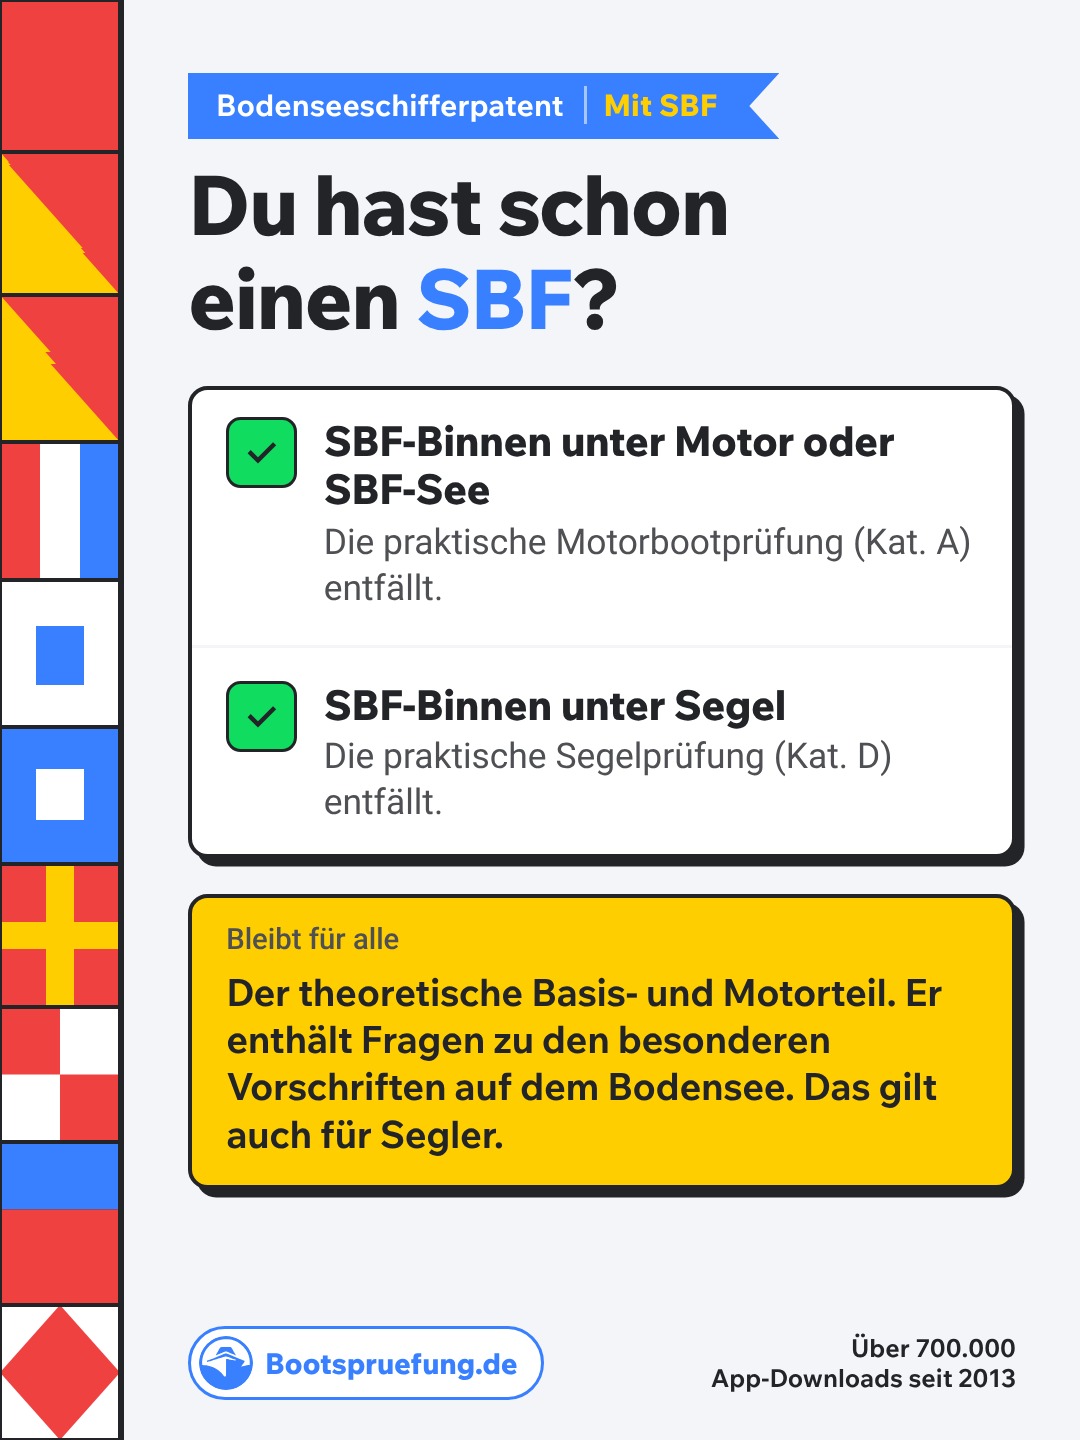 Bodenseeschifferpatent | Mit SBF
Du hast schon
einen SBF?
SBF-Binnen unter Motor oder
SBF-See
Die praktische Motorbootprüfung (Kat. A)
entfällt.
SBF-Binnen unter Segel
Die praktische Segelprüfung (Kat. D)
entfällt.
Bleibt für alle
Der theoretische Basis- und Motorteil. Er
enthält Fragen zu den besonderen
Vorschriften auf dem Bodensee. Das gilt
auch für Segler.
Bootspruefung.de
Über 700.000
App-Downloads seit 2013